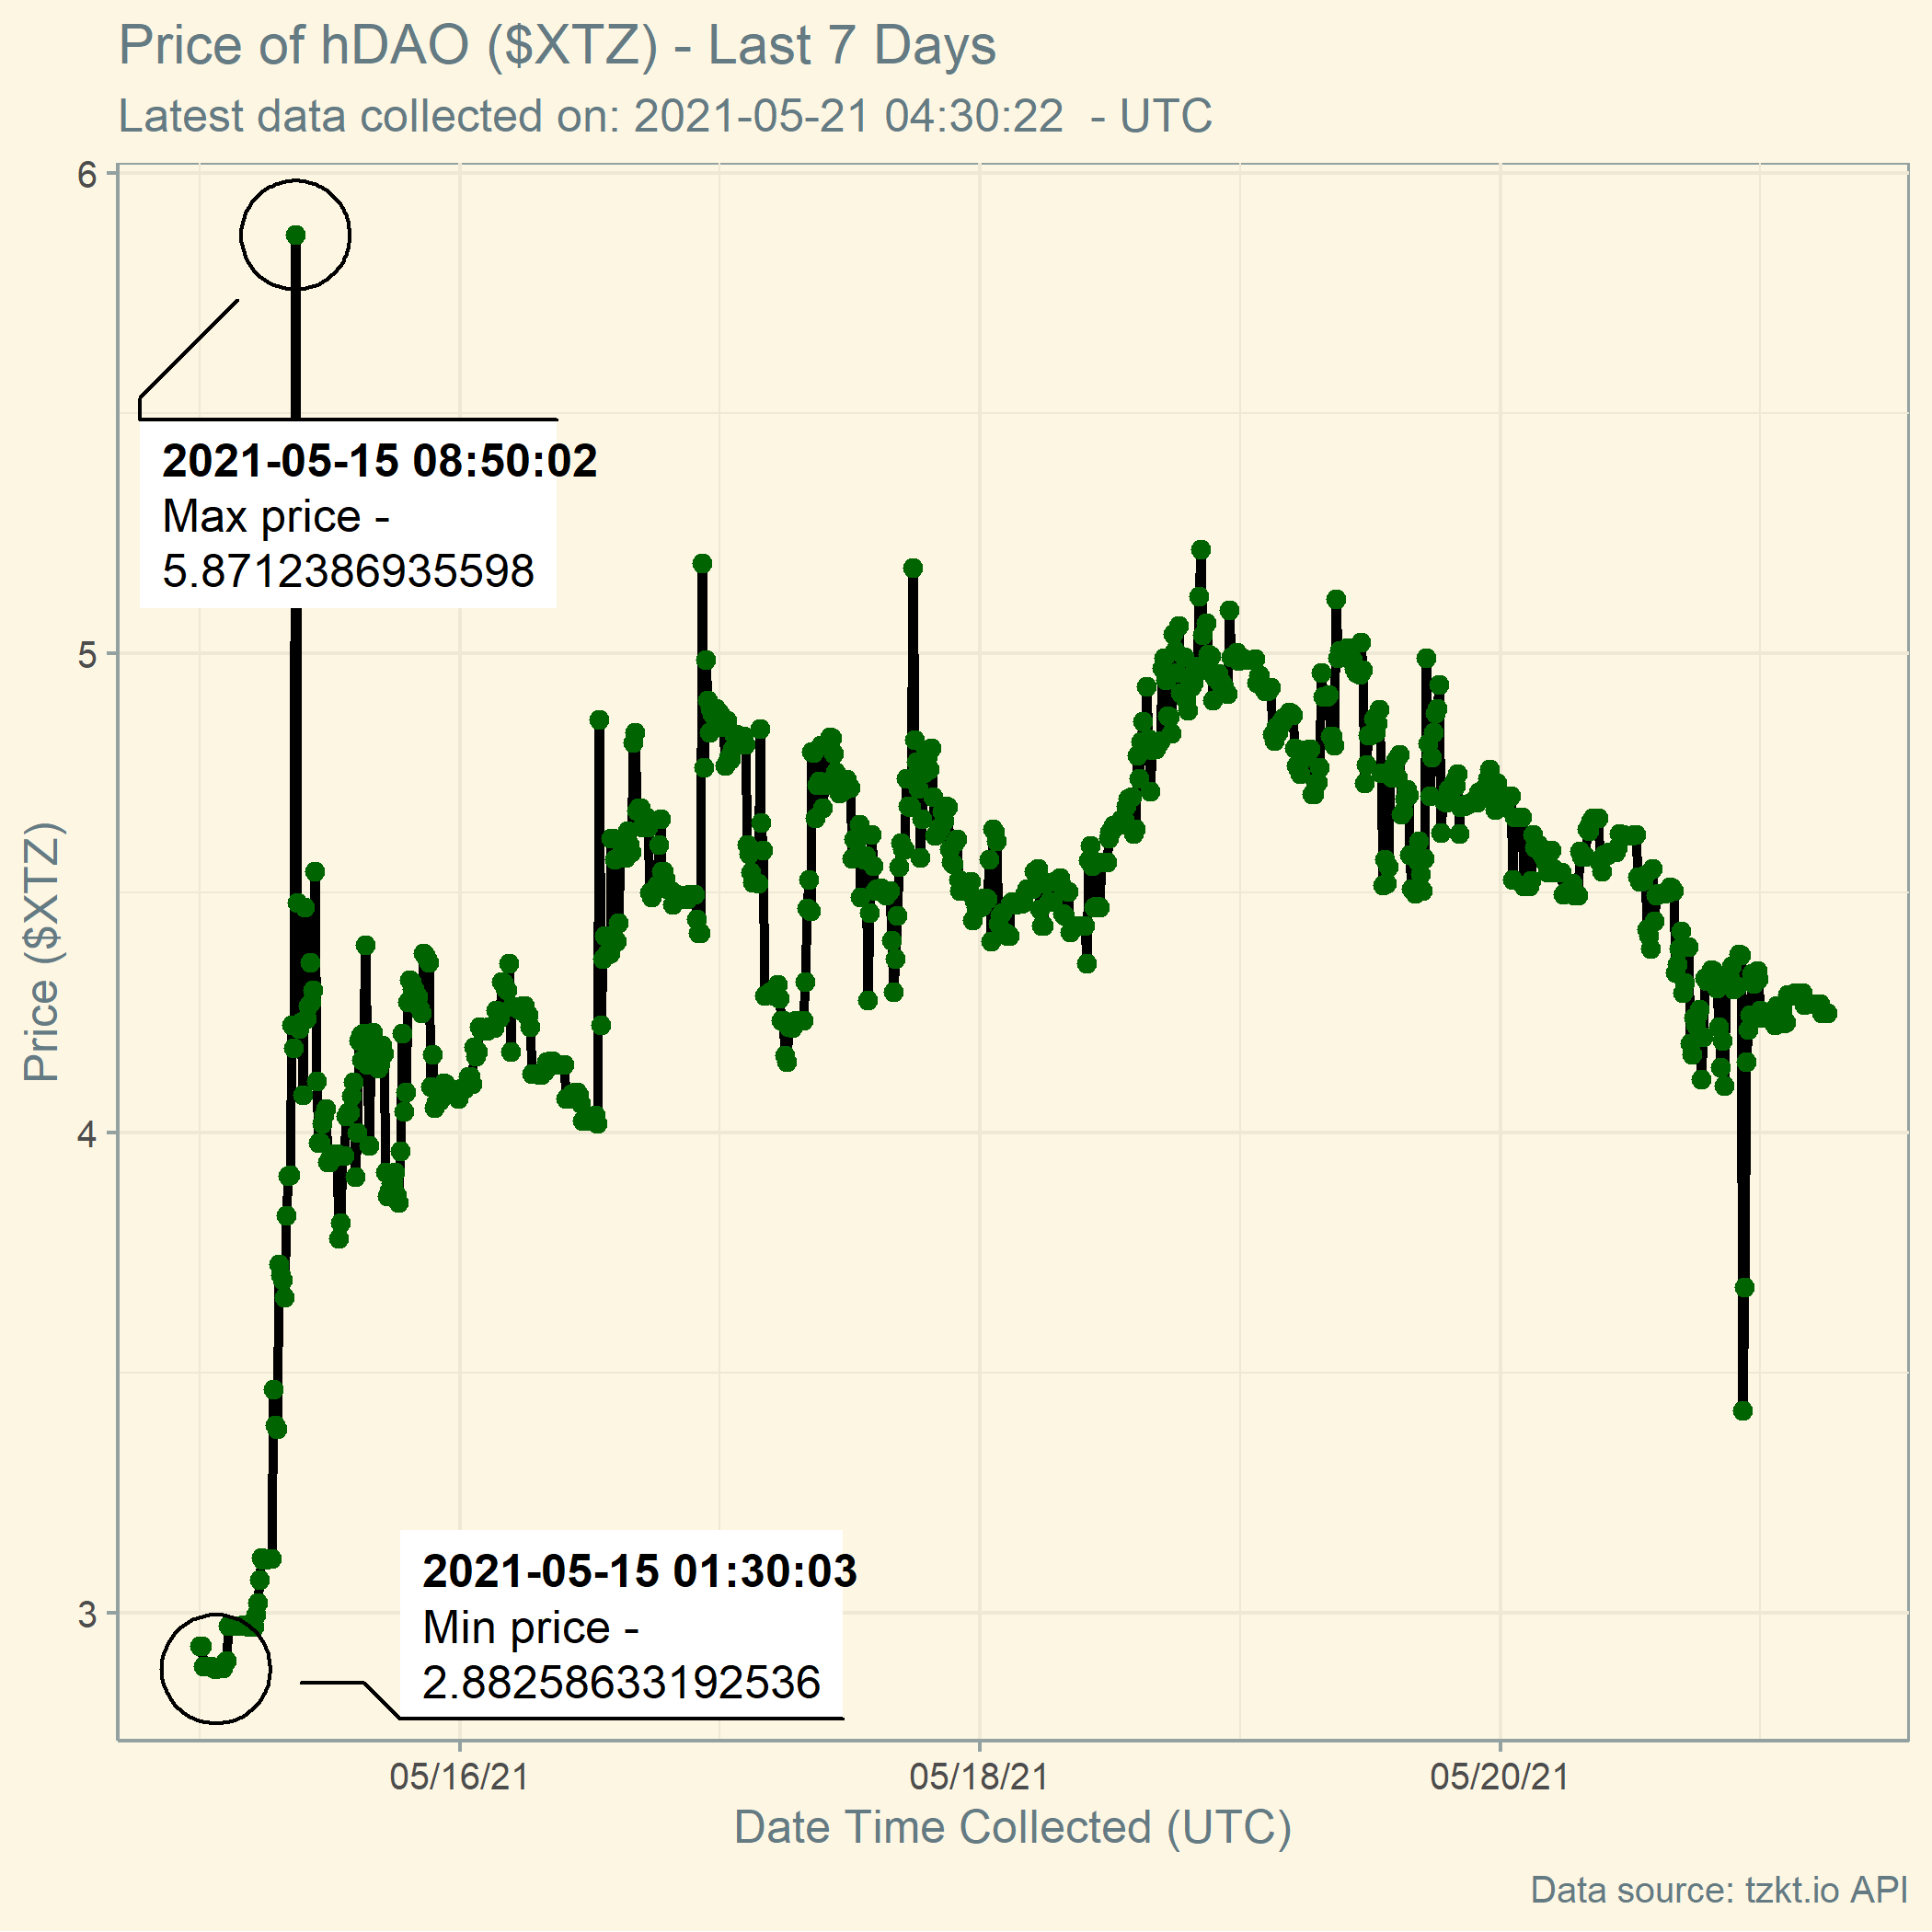 Price of hDAO ($XTZ) - Last 7 Days
Latest data collected on: 2021-05-21 04:30:22  - UTC
6
5
4
3
Price ($XTZ)
2021-05-15 08:50:02
Max price -
5.8712386935598
2021-05-15 01:30:03
Min price -
2.88258633192536
05/16/21
05/18/21
05/20/21
Date Time Collected (UTC)
Data source: tzkt.io API